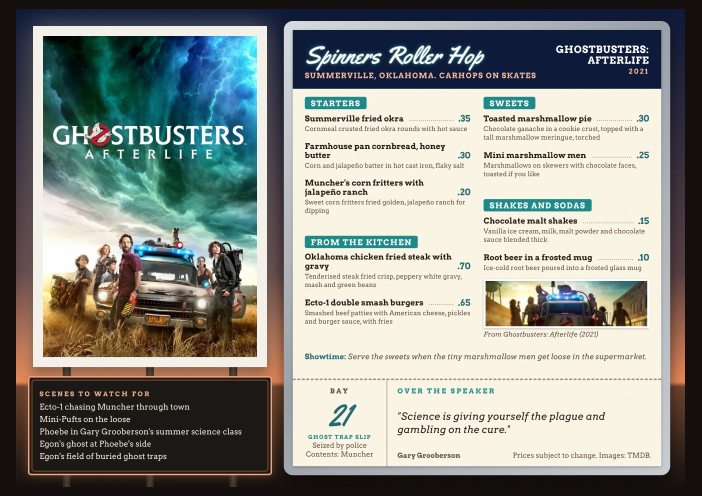 GHOSTBUSTERS
AFTERLIFE
SCENES TO WATCH FOR
Ecto-1 chasing Muncher through town
Mini-Pufts on the loose
Phoebe in Gary Grooberson's summer science class
Egon's ghost at Phoebe's side
Egon's field of buried ghost traps
Spinners Roller Hop
SUMMERVILLE, OKLAHOMA. CARHOPS ON SKATES
GHOSTBUSTERS:
AFTERLIFE
2021
STARTERS
Summerville fried okra .35
Cornmeal crusted fried okra rounds with hot sauce
Farmhouse pan cornbread, honey
butter .30
Corn and jalapeño batter in hot cast iron, flaky salt
Muncher's corn fritters with
jalapeño ranch .20
Sweet corn fritters fried golden, jalapeño ranch for
dipping
FROM THE KITCHEN
Oklahoma chicken fried steak with
gravy .70
Tenderised steak fried crisp, peppery white gravy,
mash and green beans
Ecto-1 double smash burgers .65
Smashed beef patties with American cheese, pickles
and burger sauce, with fries
SWEETS
Toasted marshmallow pie .30
Chocolate ganache in a cookie crust, topped with a
tall marshmallow meringue, torched
Mini marshmallow men .25
Marshmallows on skewers with chocolate faces,
toasted if you like
SHAKES AND SODAS
Chocolate malt shakes .15
Vanilla ice cream, milk, malt powder and chocolate
sauce blended thick
Root beer in a frosted mug .10
Ice-cold root beer poured into a frosted glass mug
From Ghostbusters: Afterlife (2021)
Showtime: Serve the sweets when the tiny marshmallow men get loose in the supermarket.
BAY
21
GHOST TRAP SLIP
Seized by police
Contents: Muncher
OVER THE SPEAKER
"Science is giving yourself the plague and
gambling on the cure."
Gary Grooberson
Prices subject to change. Images: TMDB.